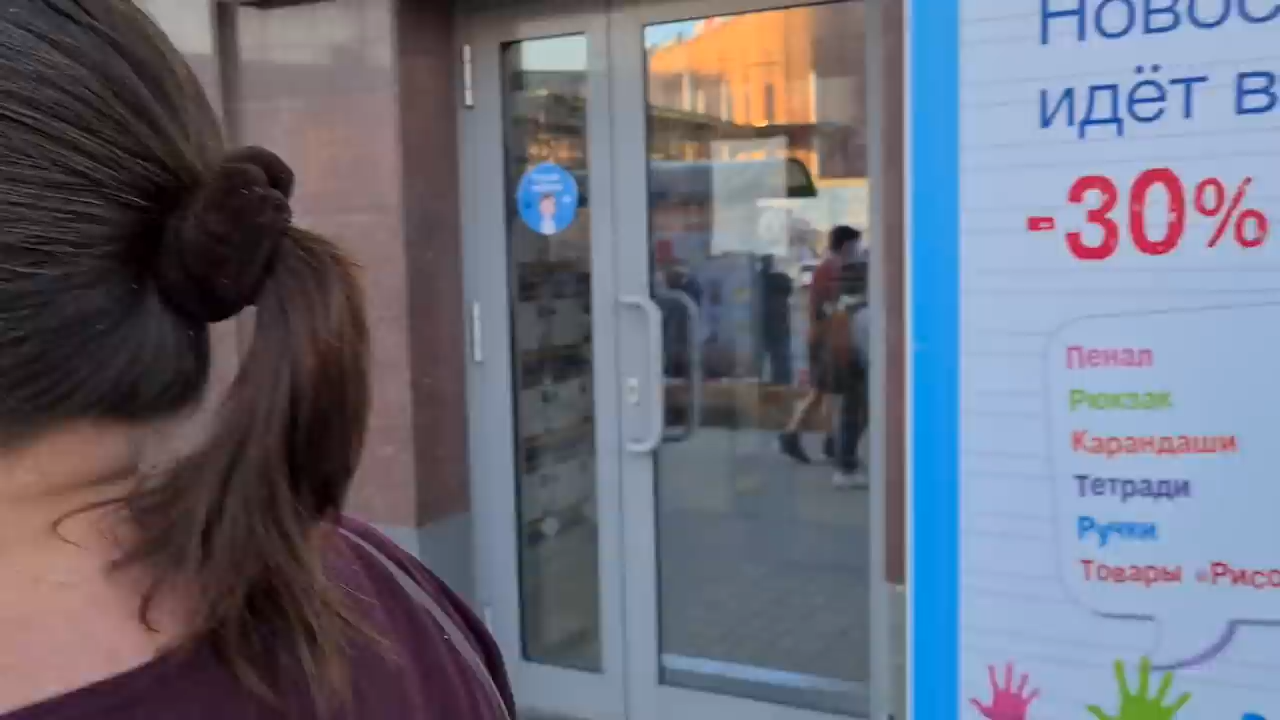 Новос
идёт в
-30%
Пенал
Рюкзак
Карандаши
Тетради
Ручки
Товары «Рисо